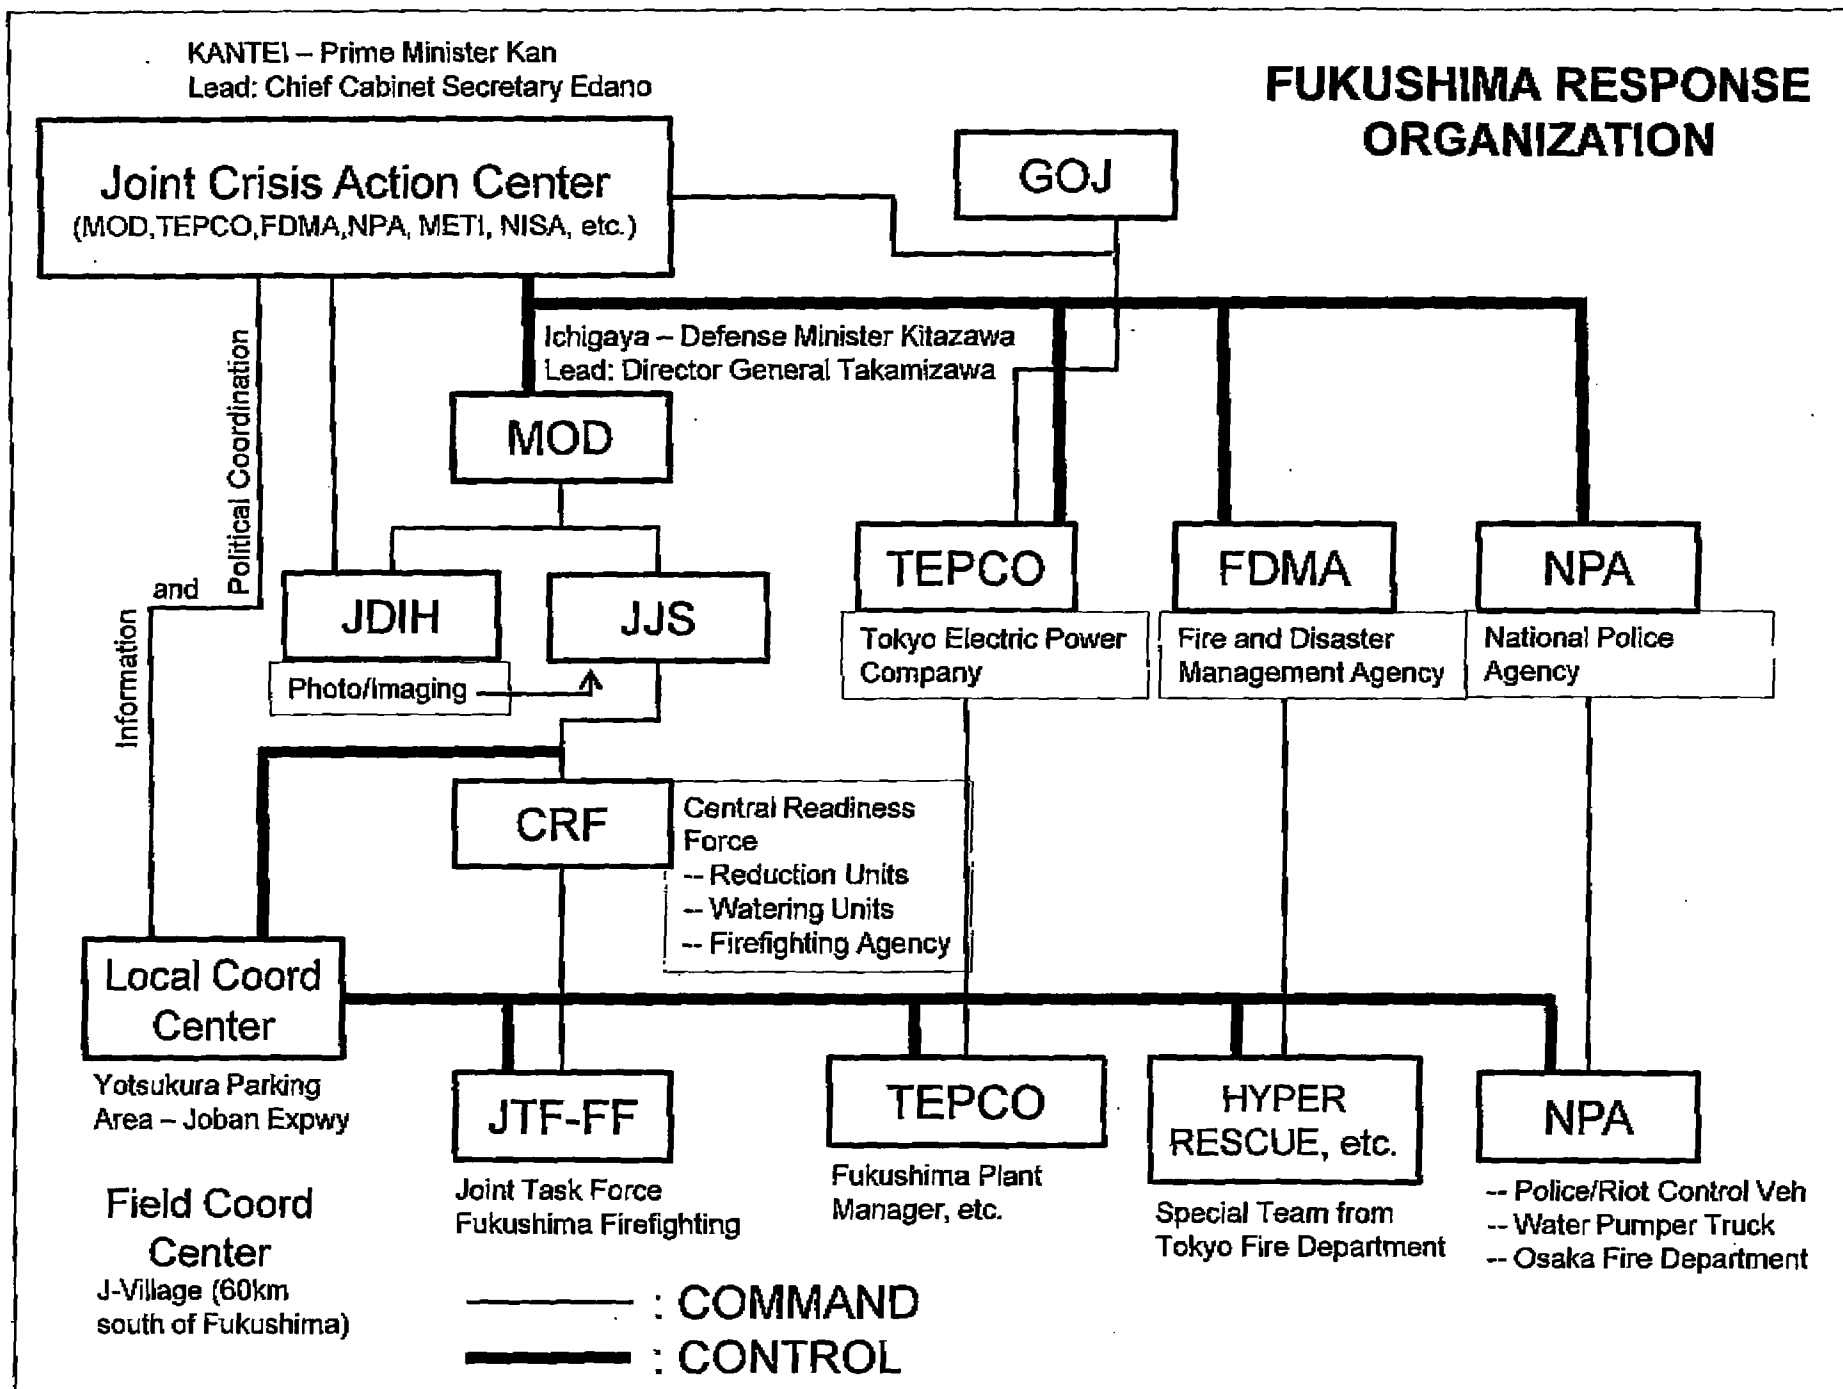 KANTEI – Prime Minister Kan
Lead: Chief Cabinet Secretary Edano
FUKUSHIMA RESPONSE
ORGANIZATION
Joint Crisis Action Center
(MOD,TEPCO,FDMA,NPA, METI, NISA, etc.)
GOJ
Ichigaya – Defense Minister Kitazawa
Lead: Director General Takamizawa
MOD
Information
and
Political Coordination
JDIH
Photo/Imaging
JJS
TEPCO
Tokyo Electric Power
Company
FDMA
Fire and Disaster
Management Agency
NPA
National Police
Agency
CRF
Central Readiness
Force
-- Reduction Units
-- Watering Units
-- Firefighting Agency
Local Coord
Center
Yotsukura Parking
Area – Joban Expwy
JTF-FF
Joint Task Force
Fukushima Firefighting
TEPCO
Fukushima Plant
Manager, etc.
HYPER
RESCUE, etc.
Special Team from
Tokyo Fire Department
NPA
-- Police/Riot Control Veh
-- Water Pumper Truck
-- Osaka Fire Department
Field Coord
Center
J-Village (60km
south of Fukushima)
: COMMAND
: CONTROL